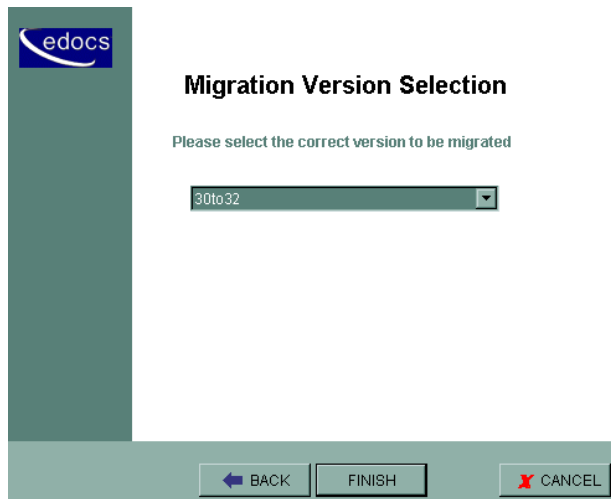 edocs
Migration Version Selection
Please select the correct version to be migrated
30to32
BACK
FINISH
CANCEL